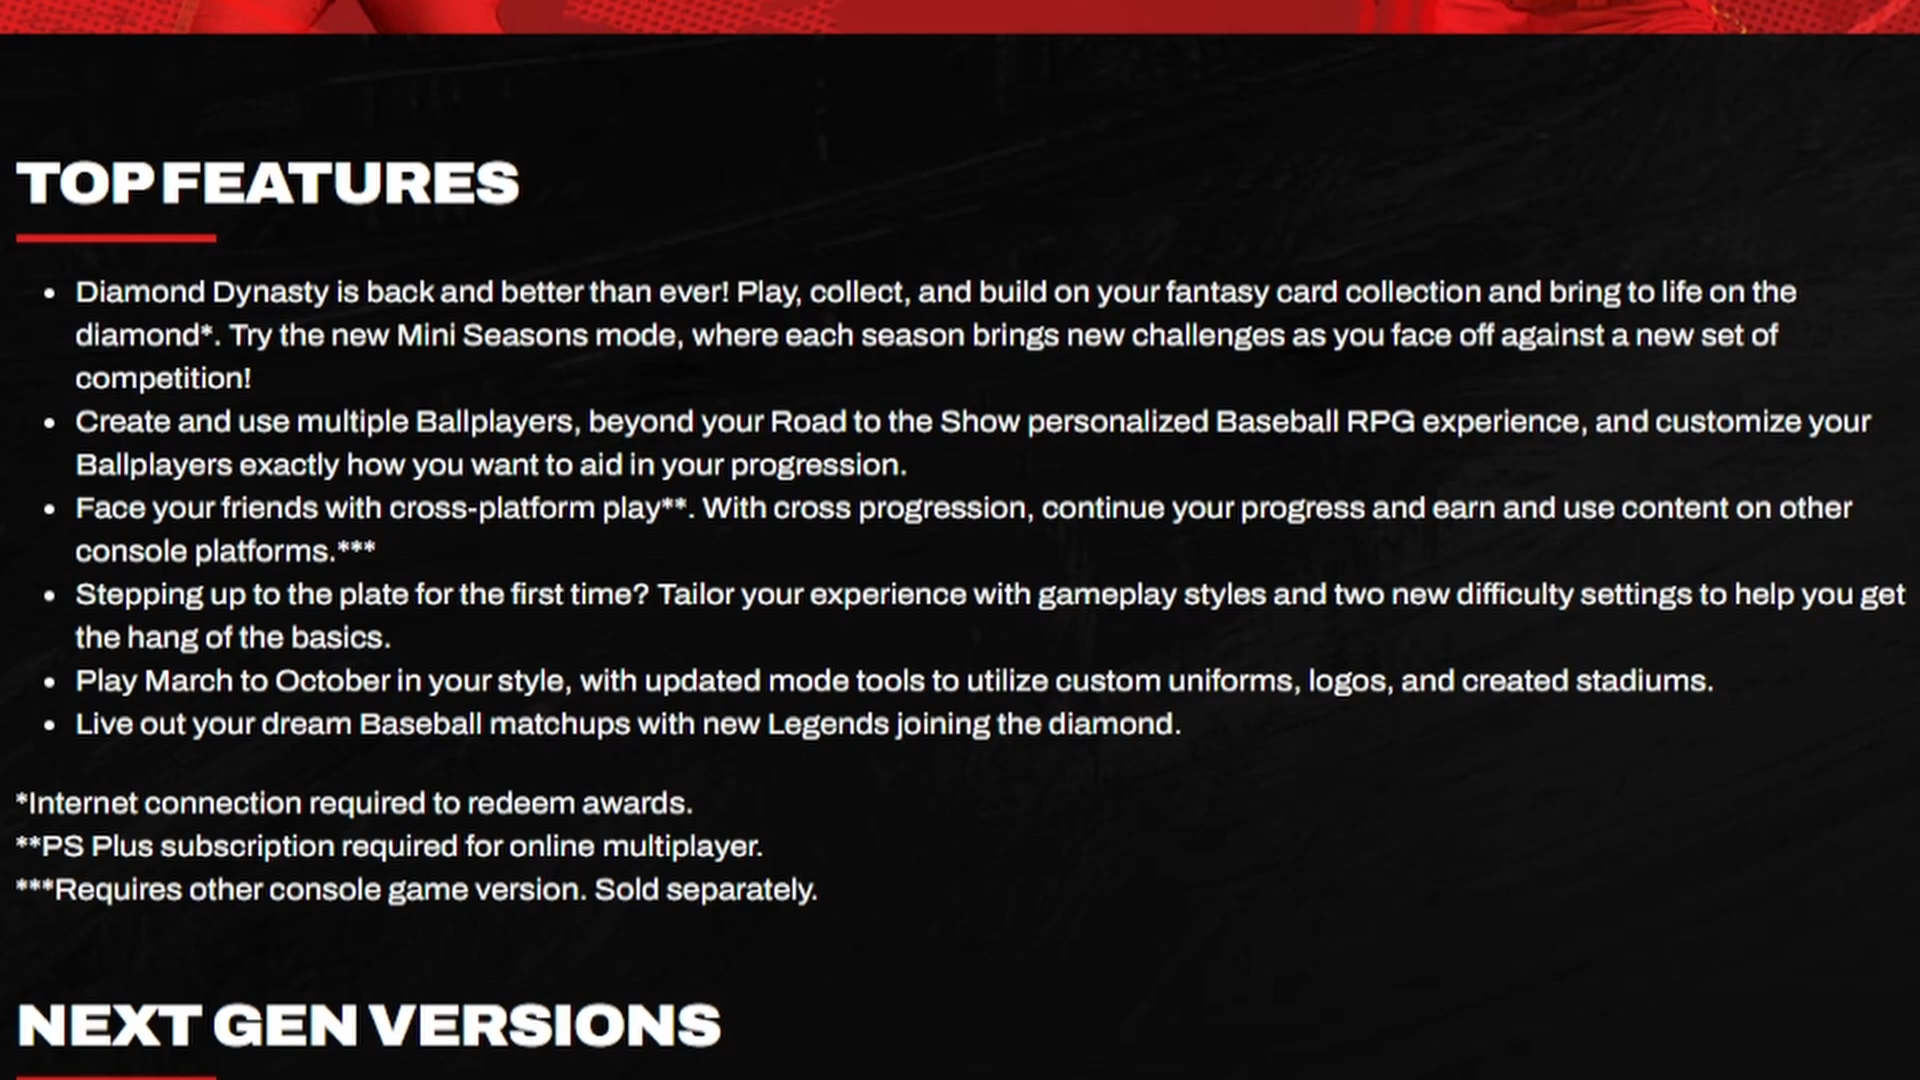 TOP FEATURES
• Diamond Dynasty is back and better than ever! Play, collect, and build on your fantasy card collection and bring to life on the
diamond*. Try the new Mini Seasons mode, where each season brings new challenges as you face off against a new set of
competition!
• Create and use multiple Ballplayers, beyond your Road to the Show personalized Baseball RPG experience, and customize your
Ballplayers exactly how you want to aid in your progression.
• Face your friends with cross-platform play**. With cross progression, continue your progress and earn and use content on other
console platforms.***
• Stepping up to the plate for the first time? Tailor your experience with gameplay styles and two new difficulty settings to help you get
the hang of the basics.
• Play March to October in your style, with updated mode tools to utilize custom uniforms, logos, and created stadiums.
• Live out your dream Baseball matchups with new Legends joining the diamond.
*Internet connection required to redeem awards.
**PS Plus subscription required for online multiplayer.
***Requires other console game version. Sold separately.
NEXT GEN VERSIONS